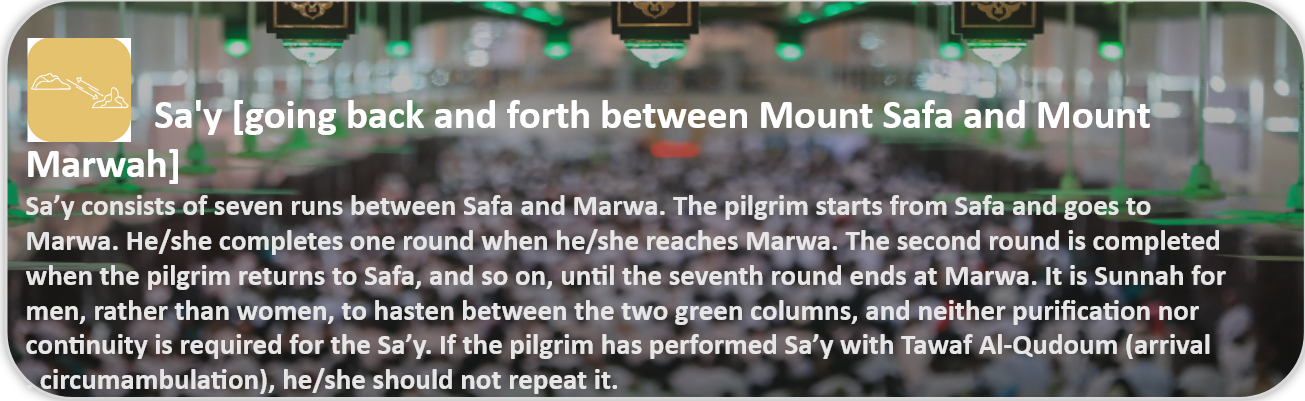 Sa'y [going back and forth between Mount Safa and Mount
Marwah]
Sa’y consists of seven runs between Safa and Marwa. The pilgrim starts from Safa and goes to
Marwa. He/she completes one round when he/she reaches Marwa. The second round is completed
when the pilgrim returns to Safa, and so on, until the seventh round ends at Marwa. It is Sunnah for
men, rather than women, to hasten between the two green columns, and neither purification nor
continuity is required for the Sa’y. If the pilgrim has performed Sa’y with Tawaf Al-Qudoum (arrival
circumambulation), he/she should not repeat it.